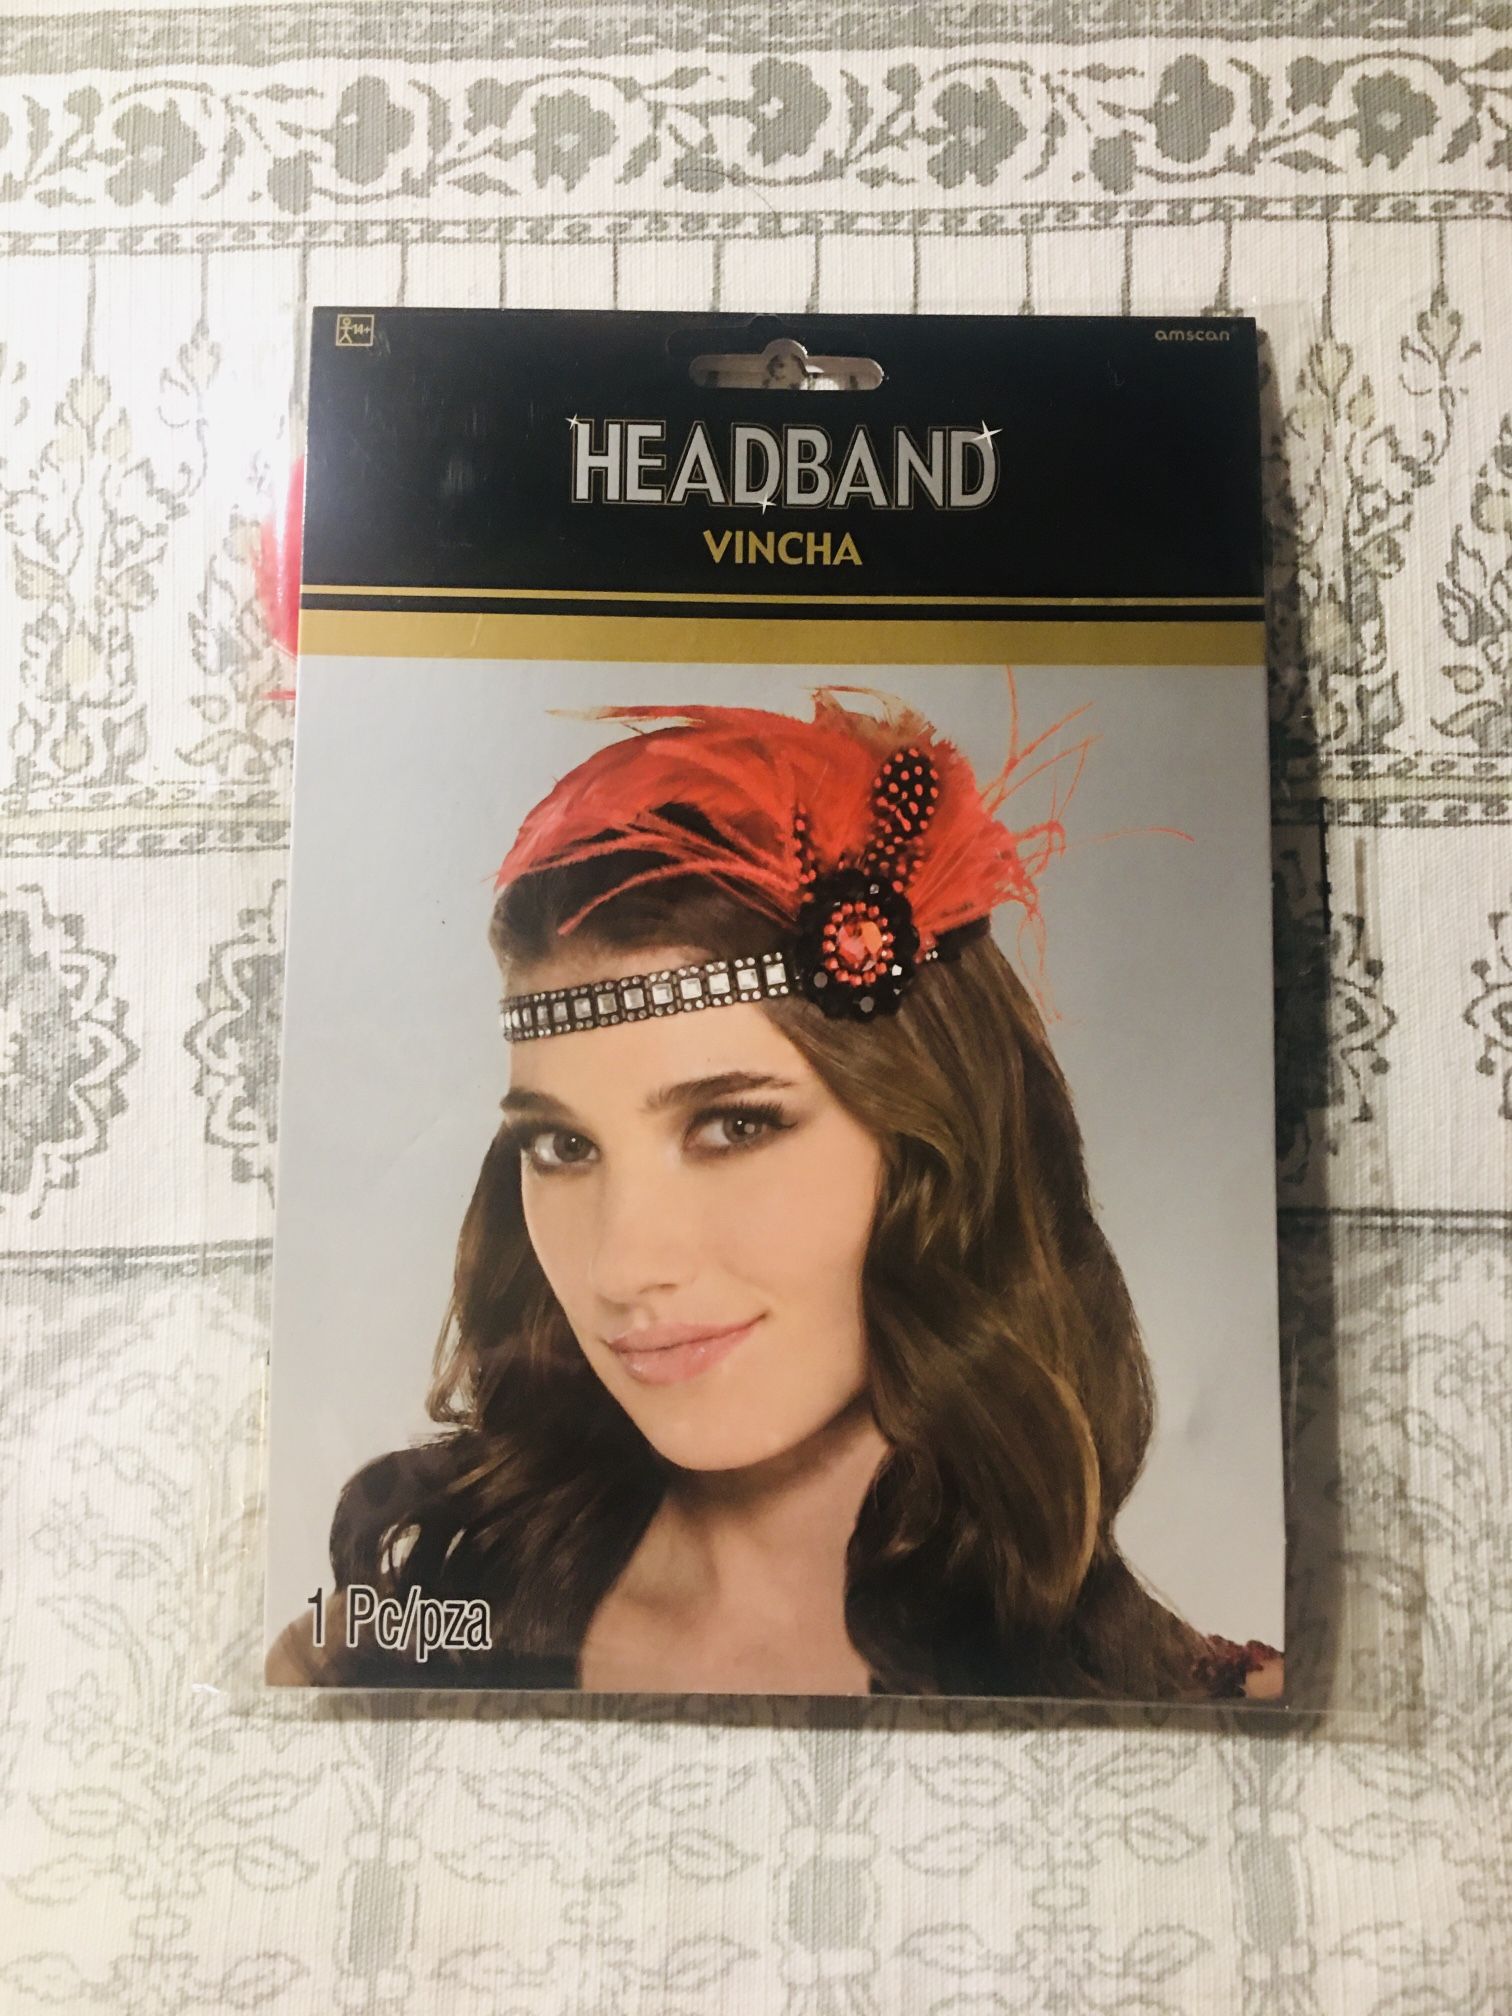 14+
amscan®
HEADBAND
VINCHA
1 Pc/pza